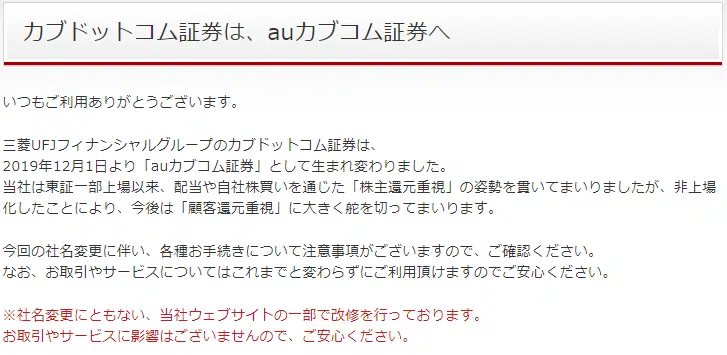 カブドットコム証券は、auカブコム証券へ
いつもご利用ありがとうございます。
三菱UFJフィナンシャルグループのカブドットコム証券は、
2019年12月1日より「auカブコム証券」として生まれ変わりました。
当社は東証一部上場以来、配当や自社株買いを通じた「株主還元重視」の姿勢を貫いてまいりましたが、非上場
化したことにより、今後は「顧客還元重視」に大きく舵を切ってまいります。
今回の社名変更に伴い、各種お手続きについて注意事項がございますので、ご確認ください。
なお、お取引やサービスについてはこれまでと変わらずにご利用頂けますのでご安心ください。
※社名変更にともない、当社ウェブサイトの一部で改修を行っております。
お取引やサービスに影響はございませんので、ご安心ください。